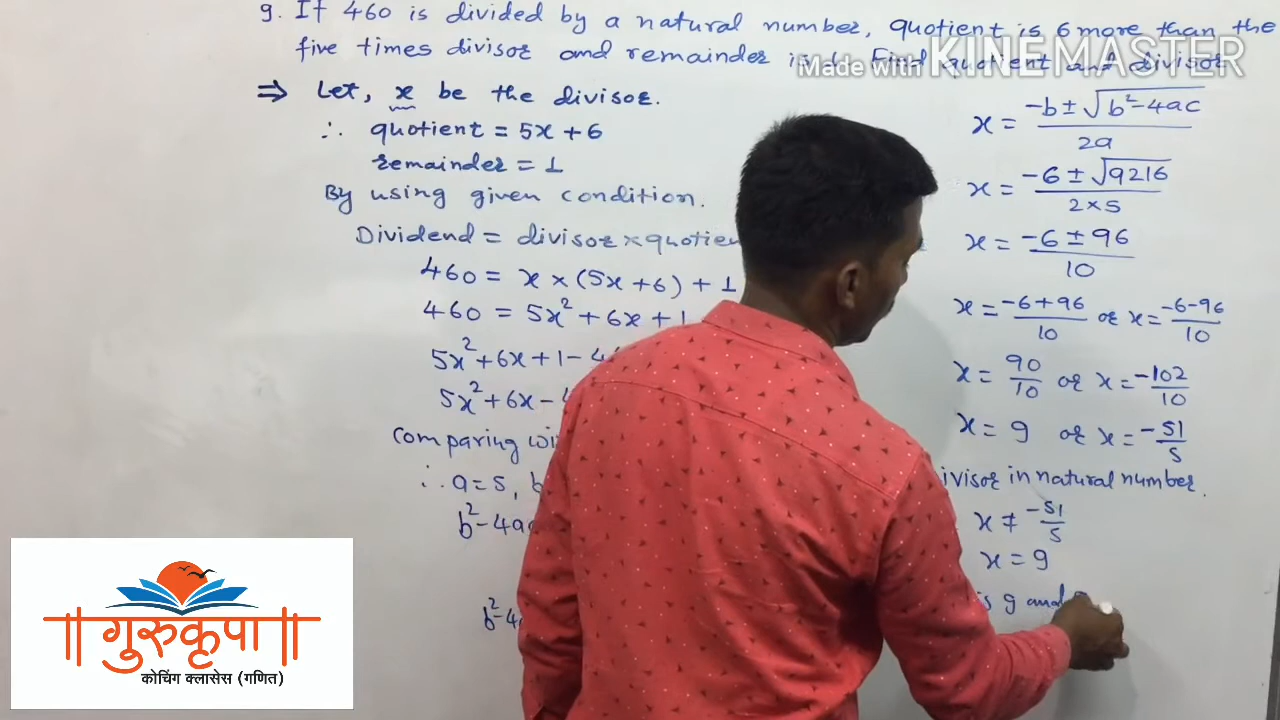 9. If 460 is divided by a natural number, quotient is 6 more than the
five times divisor and remainder is 1. Find quotient and divisor
Made with KINEMASTER
⇒ Let, x be the divisor.
∴ quotient = 5x + 6
remainder = 1
By using given condition.
Dividend = divisor × quotien
460 = x × (5x + 6) + 1
460 = 5x² + 6x + 1
5x² + 6x + 1 - 4
5x² + 6x - 4
Comparing wi
∴ a = 5, b
b² - 4ac
b² - 4a
x = -b ± √b² - 4ac / 2a
x = -6 ± √9216 / 2 × 5
x = -6 ± 96 / 10
x = -6 + 96 / 10 or x = -6 - 96 / 10
x = 90 / 10 or x = -102 / 10
x = 9 or x = -51 / 5
ivisor in natural number.
x ≠ -51 / 5
x = 9
is 9 and
गुरुकृपा
कोचिंग क्लासेस (गणित)